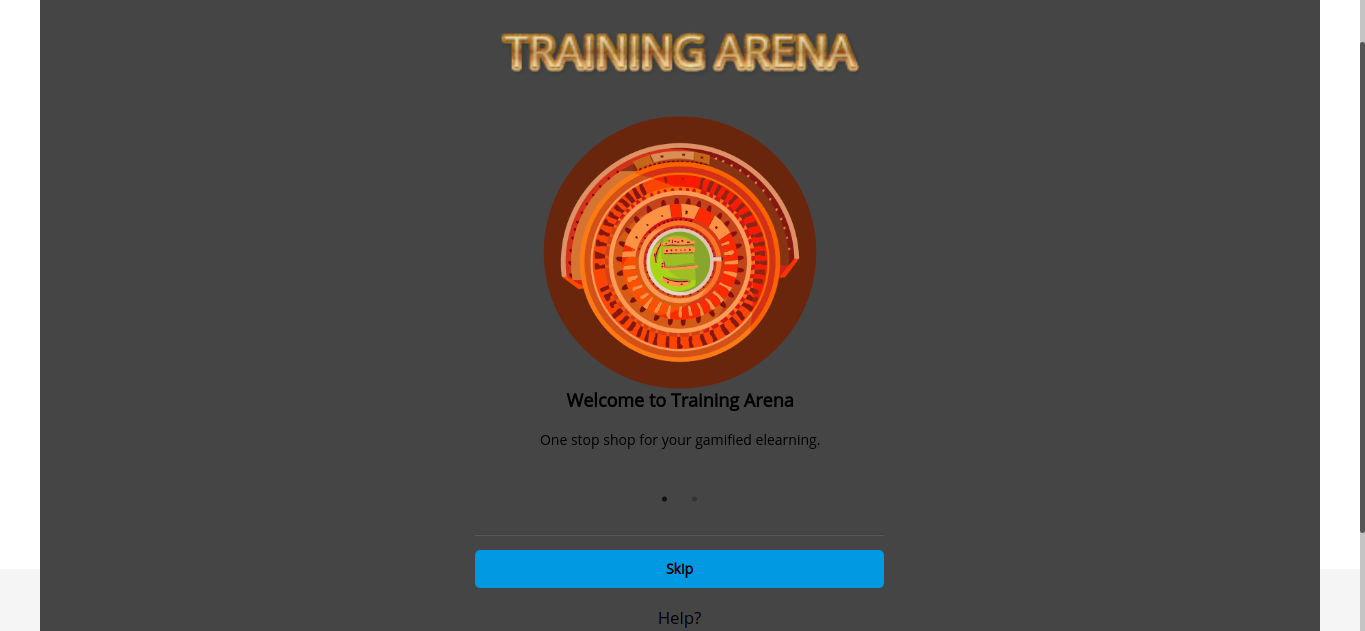 TRAINING ARENA
Welcome to Training Arena
One stop shop for your gamified elearning.
Skip
Help?